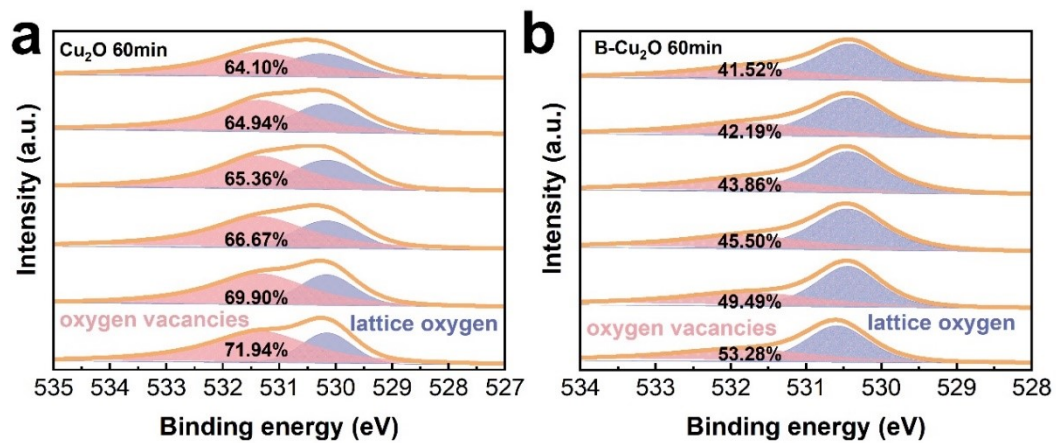 a
Cu₂O 60min
64.10%
64.94%
65.36%
66.67%
69.90%
oxygen vacancies
lattice oxygen
71.94%
535 534 533 532 531 530 529 528 527
Binding energy (eV)
Intensity (a.u.)
b
B-Cu₂O 60min
41.52%
42.19%
43.86%
45.50%
49.49%
oxygen vacancies
lattice oxygen
53.28%
534 533 532 531 530 529 528
Binding energy (eV)
Intensity (a.u.)